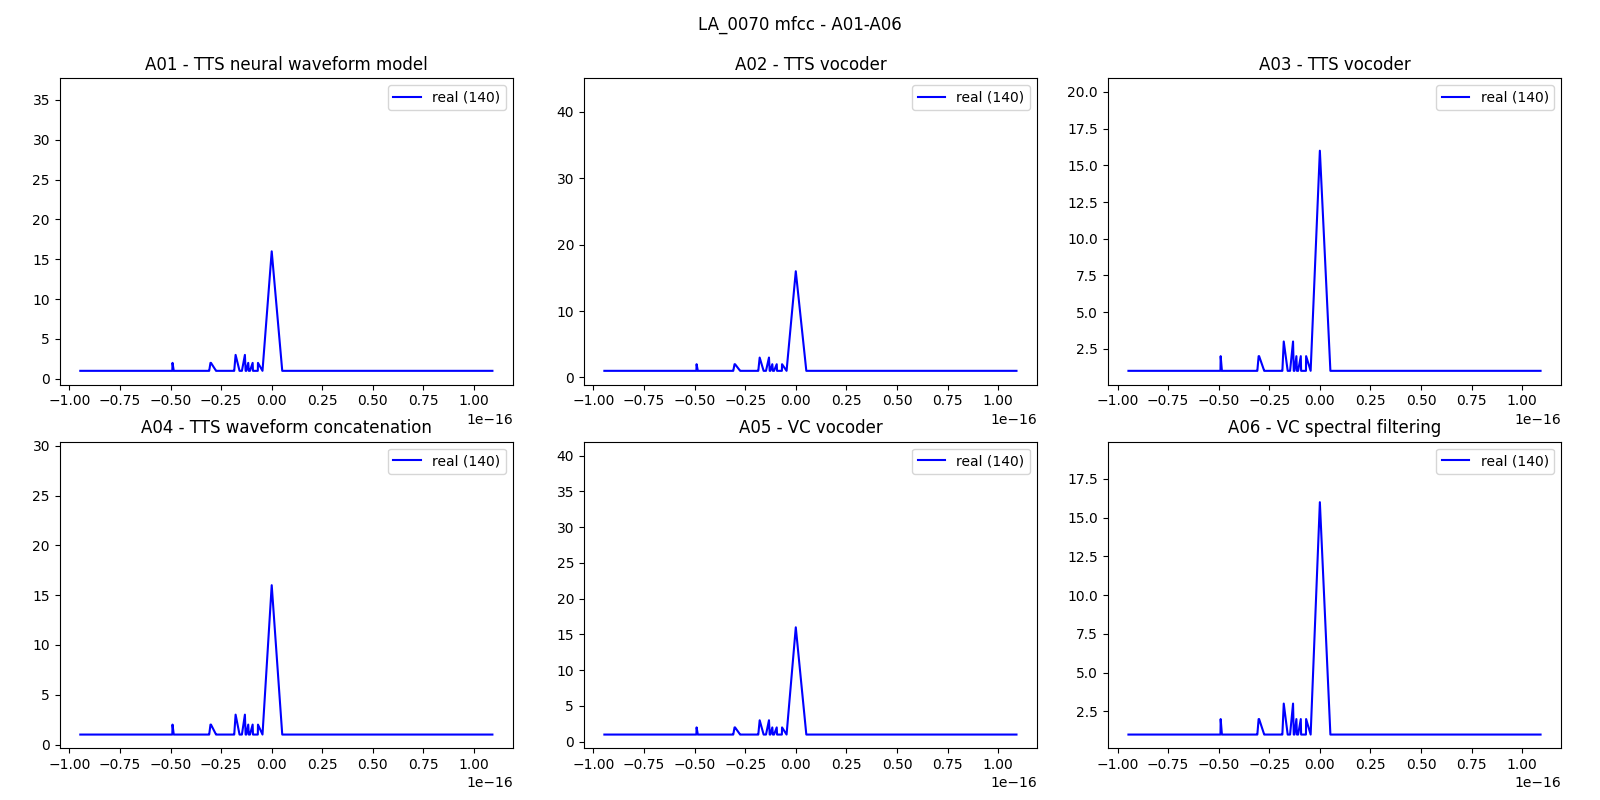 LA_0070 mfcc - A01-A06
A01 - TTS neural waveform model
A02 - TTS vocoder
A03 - TTS vocoder
real (140)
real (140)
real (140)
35
30
25
20
15
10
5
0
40
30
20
10
0
20.0
17.5
15.0
12.5
10.0
7.5
5.0
2.5
−1.00 −0.75 −0.50 −0.25 0.00 0.25 0.50 0.75 1.00
1e−16
−1.00 −0.75 −0.50 −0.25 0.00 0.25 0.50 0.75 1.00
1e−16
−1.00 −0.75 −0.50 −0.25 0.00 0.25 0.50 0.75 1.00
1e−16
A04 - TTS waveform concatenation
A05 - VC vocoder
A06 - VC spectral filtering
real (140)
real (140)
real (140)
30
25
20
15
10
5
0
40
35
30
25
20
15
10
5
0
17.5
15.0
12.5
10.0
7.5
5.0
2.5
−1.00 −0.75 −0.50 −0.25 0.00 0.25 0.50 0.75 1.00
1e−16
−1.00 −0.75 −0.50 −0.25 0.00 0.25 0.50 0.75 1.00
1e−16
−1.00 −0.75 −0.50 −0.25 0.00 0.25 0.50 0.75 1.00
1e−16